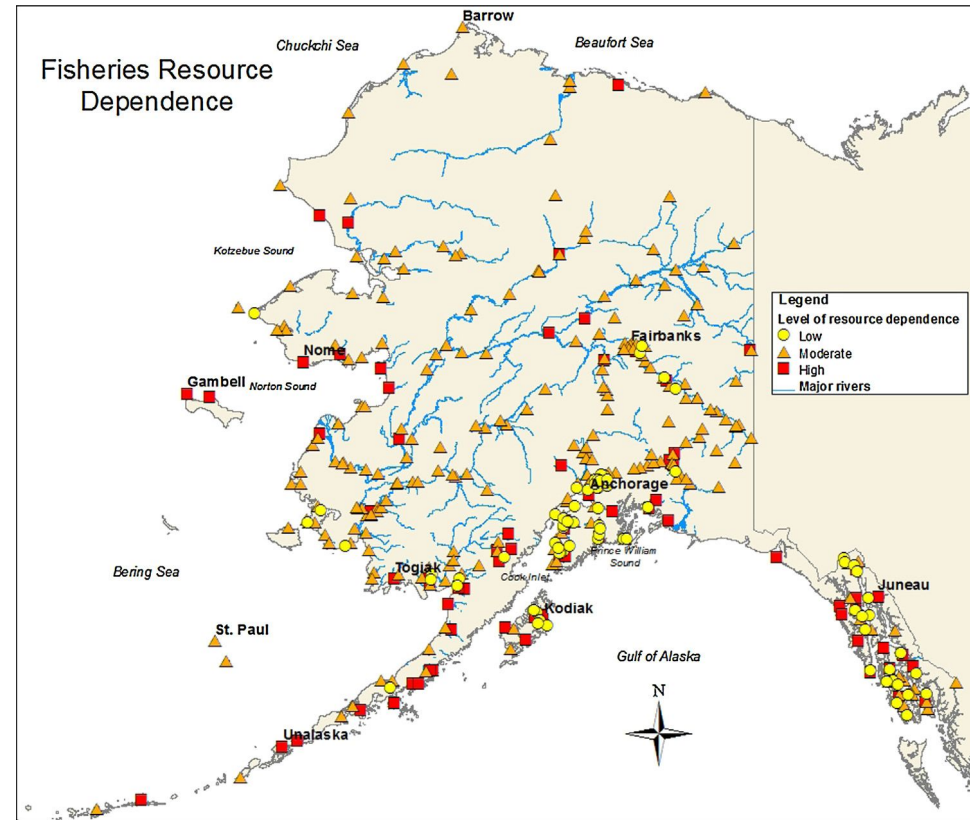 Barrow
Chuckchi Sea
Beaufort Sea
Fisheries Resource
Dependence
Kotzebue Sound
Legend
Level of resource dependence
Low
Moderate
High
Major rivers
Fairbanks
Nome
Gambell
Norton Sound
Anchorage
Prince William
Sound
Togiak
Cook Inlet
Bering Sea
Juneau
Kodiak
St. Paul
Gulf of Alaska
N
Unalaska